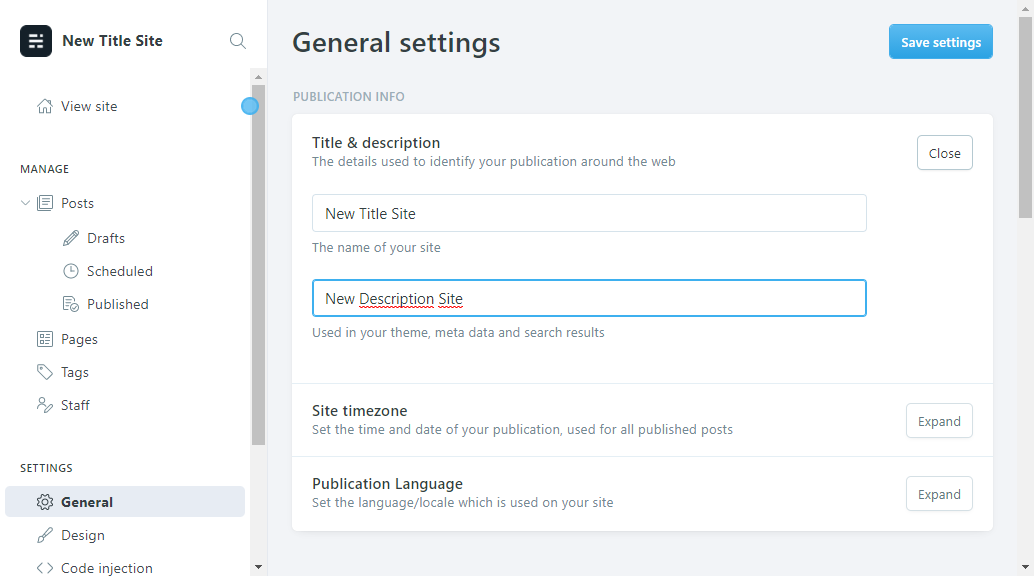 New Title Site
View site
MANAGE
Posts
Drafts
Scheduled
Published
Pages
Tags
Staff
SETTINGS
General
Design
Code injection
General settings
Save settings
PUBLICATION INFO
Title & description
The details used to identify your publication around the web
Close
New Title Site
The name of your site
New Description Site
Used in your theme, meta data and search results
Site timezone
Set the time and date of your publication, used for all published posts
Expand
Publication Language
Set the language/locale which is used on your site
Expand